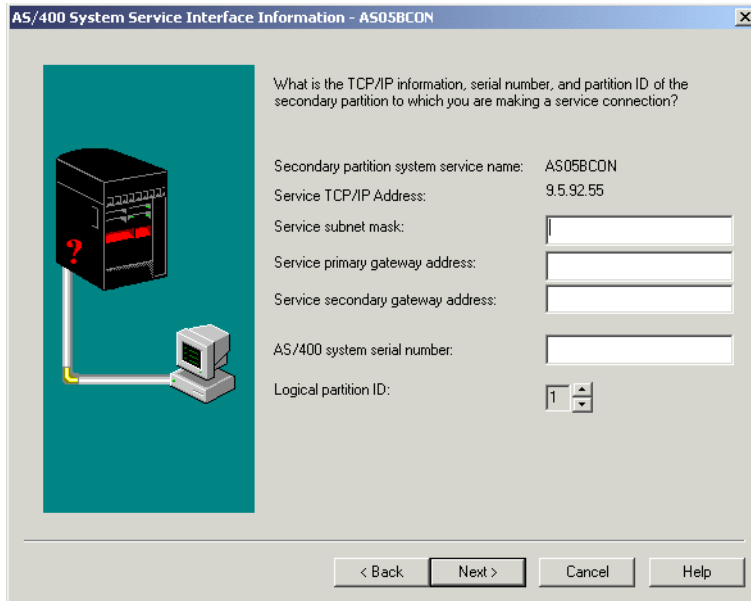 AS/400 System Service Interface Information - AS05BCON
What is the TCP/IP information, serial number, and partition ID of the
secondary partition to which you are making a service connection?
Secondary partition system service name: AS05BCON
Service TCP/IP Address: 9.5.92.55
Service subnet mask:
Service primary gateway address:
Service secondary gateway address:
AS/400 system serial number:
Logical partition ID: 1
?
< Back Next > Cancel Help